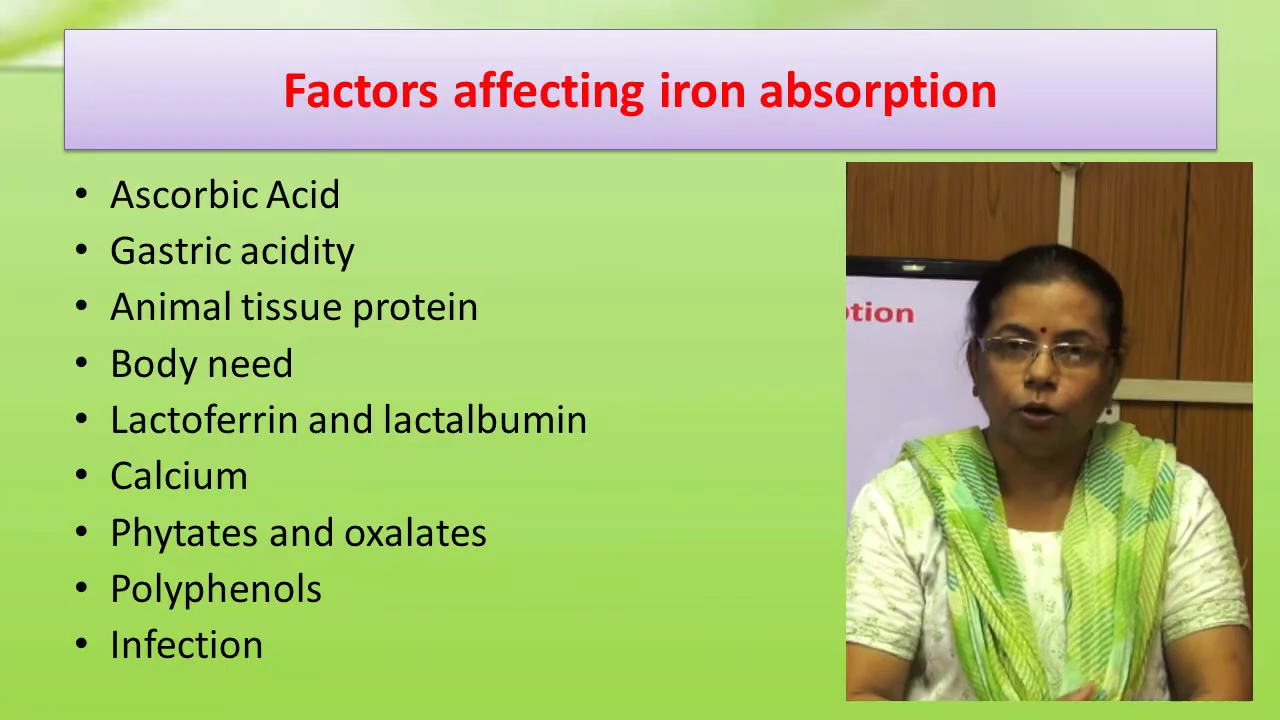 Factors affecting iron absorption
• Ascorbic Acid
• Gastric acidity
• Animal tissue protein
• Body need
• Lactoferrin and lactalbumin
• Calcium
• Phytates and oxalates
• Polyphenols
• Infection
ption